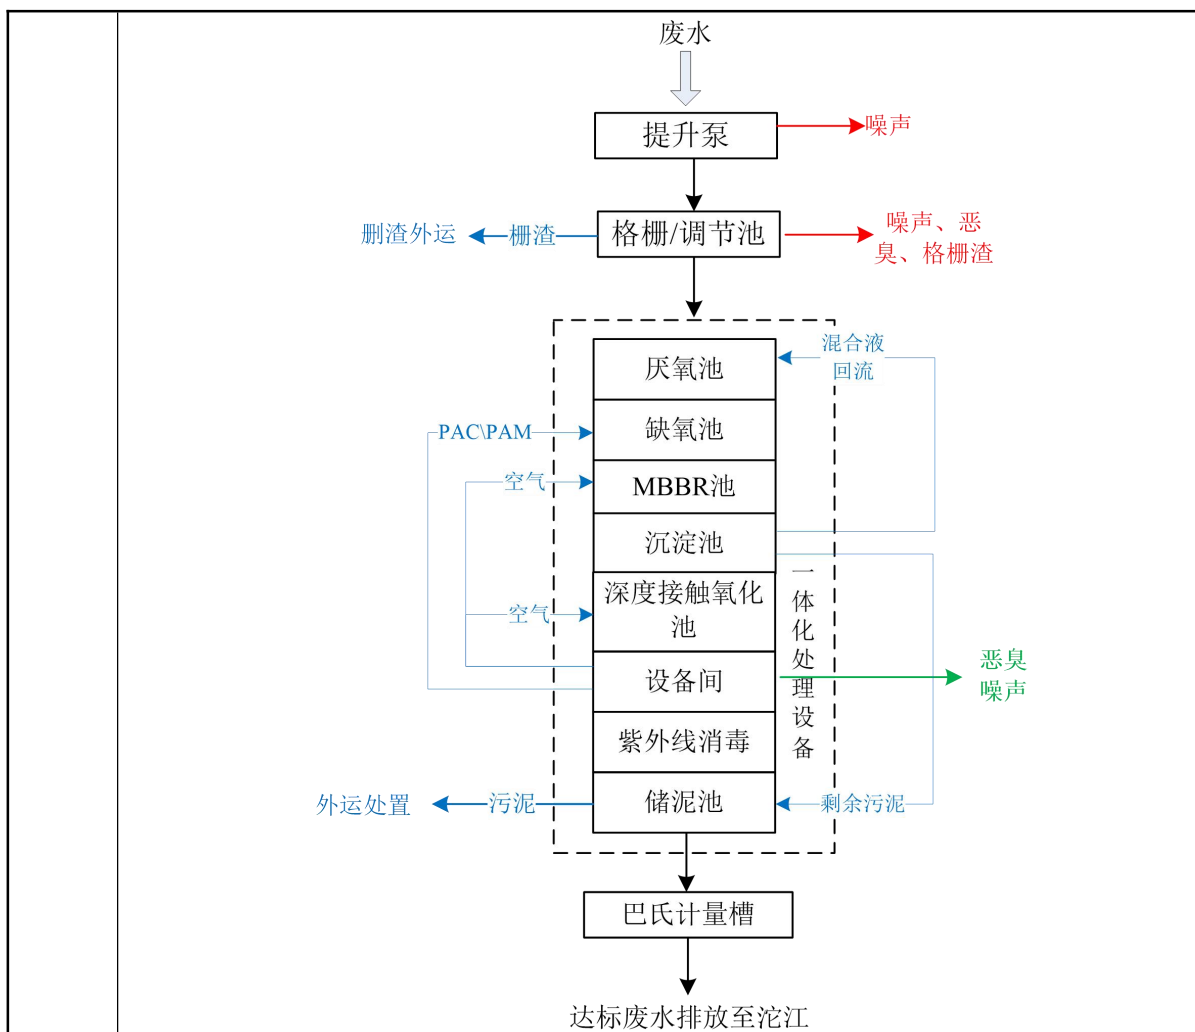 废水
提升泵
噪声
删渣外运
栅渣
格栅/调节池
噪声、恶
臭、格栅渣
厌氧池
混合液
回流
PAC\PAM
缺氧池
空气
MBBR池
沉淀池
空气
深度接触氧化
池
一体化处理设备
设备间
恶臭
噪声
紫外线消毒
外运处置
污泥
储泥池
剩余污泥
巴氏计量槽
达标废水排放至沱江